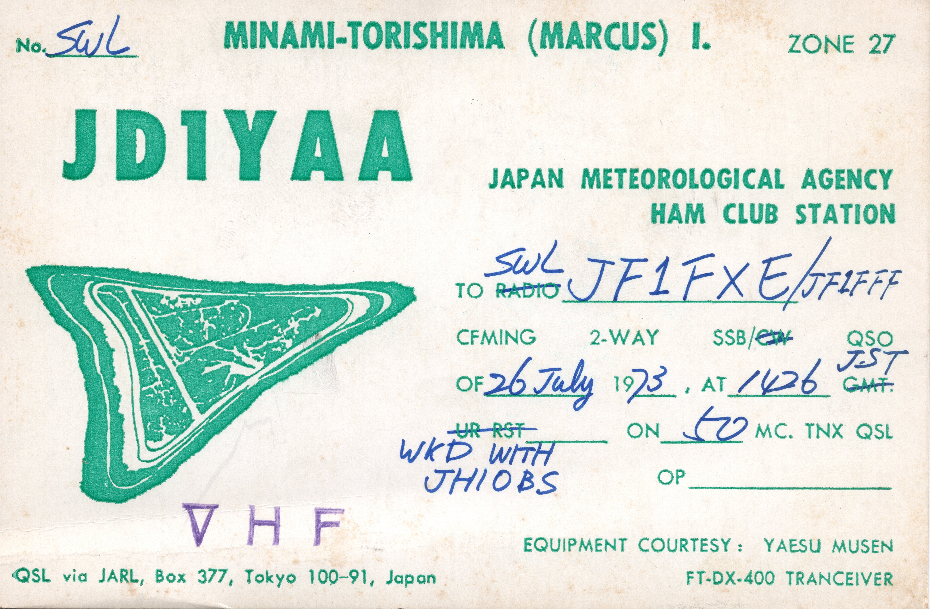 No. SWL
MINAMI-TORISHIMA (MARCUS) I.
ZONE 27
JD1YAA
JAPAN METEOROLOGICAL AGENCY
HAM CLUB STATION
SWL
TO RADIO JF1FXE/JF1FFF
CFMING 2-WAY SSB/CW QSO
JST
OF 26 July 1973, AT 1426 GMT.
UR RST ON 50 MC. TNX QSL
WKD WITH
JH1OBS
OP
VHF
EQUIPMENT COURTESY: YAESU MUSEN
FT-DX-400 TRANCEIVER
QSL via JARL, Box 377, Tokyo 100-91, Japan